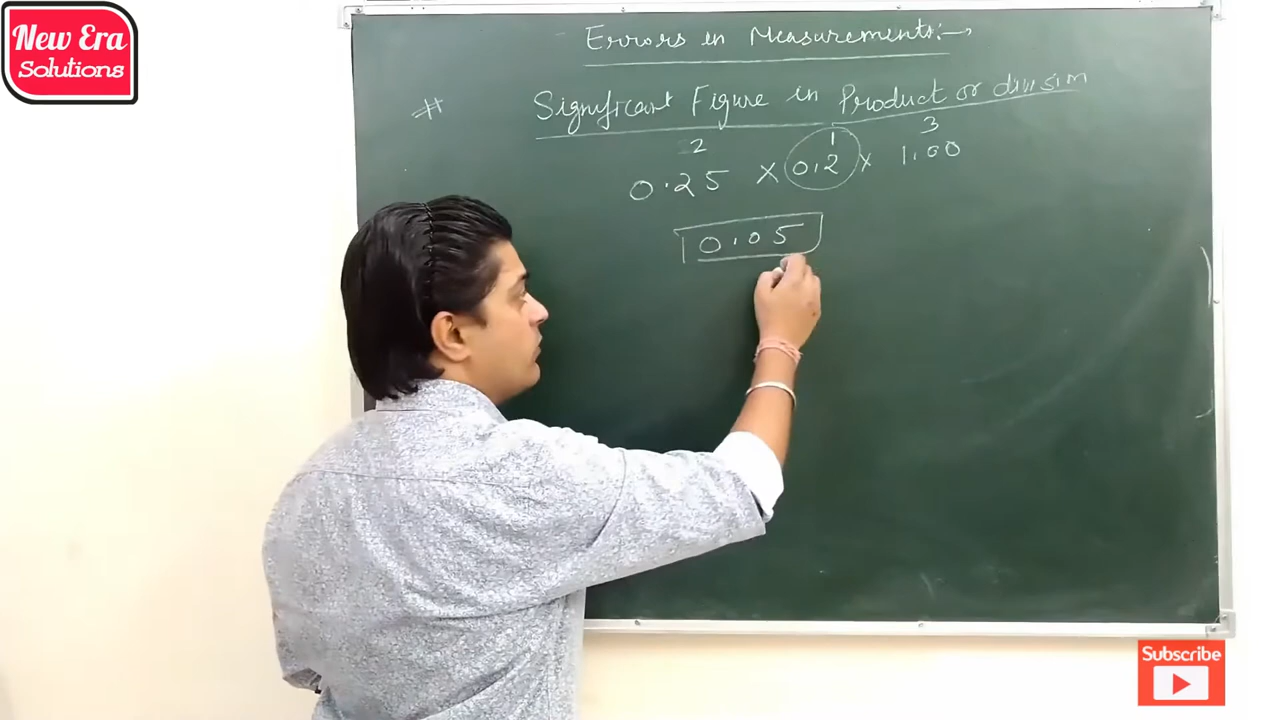 New Era
Solutions
Errors in Measurements:→
# Significant Figure in Product or division
2 1 3
0.25 × 0.2 × 1.00
0.05
Subscribe